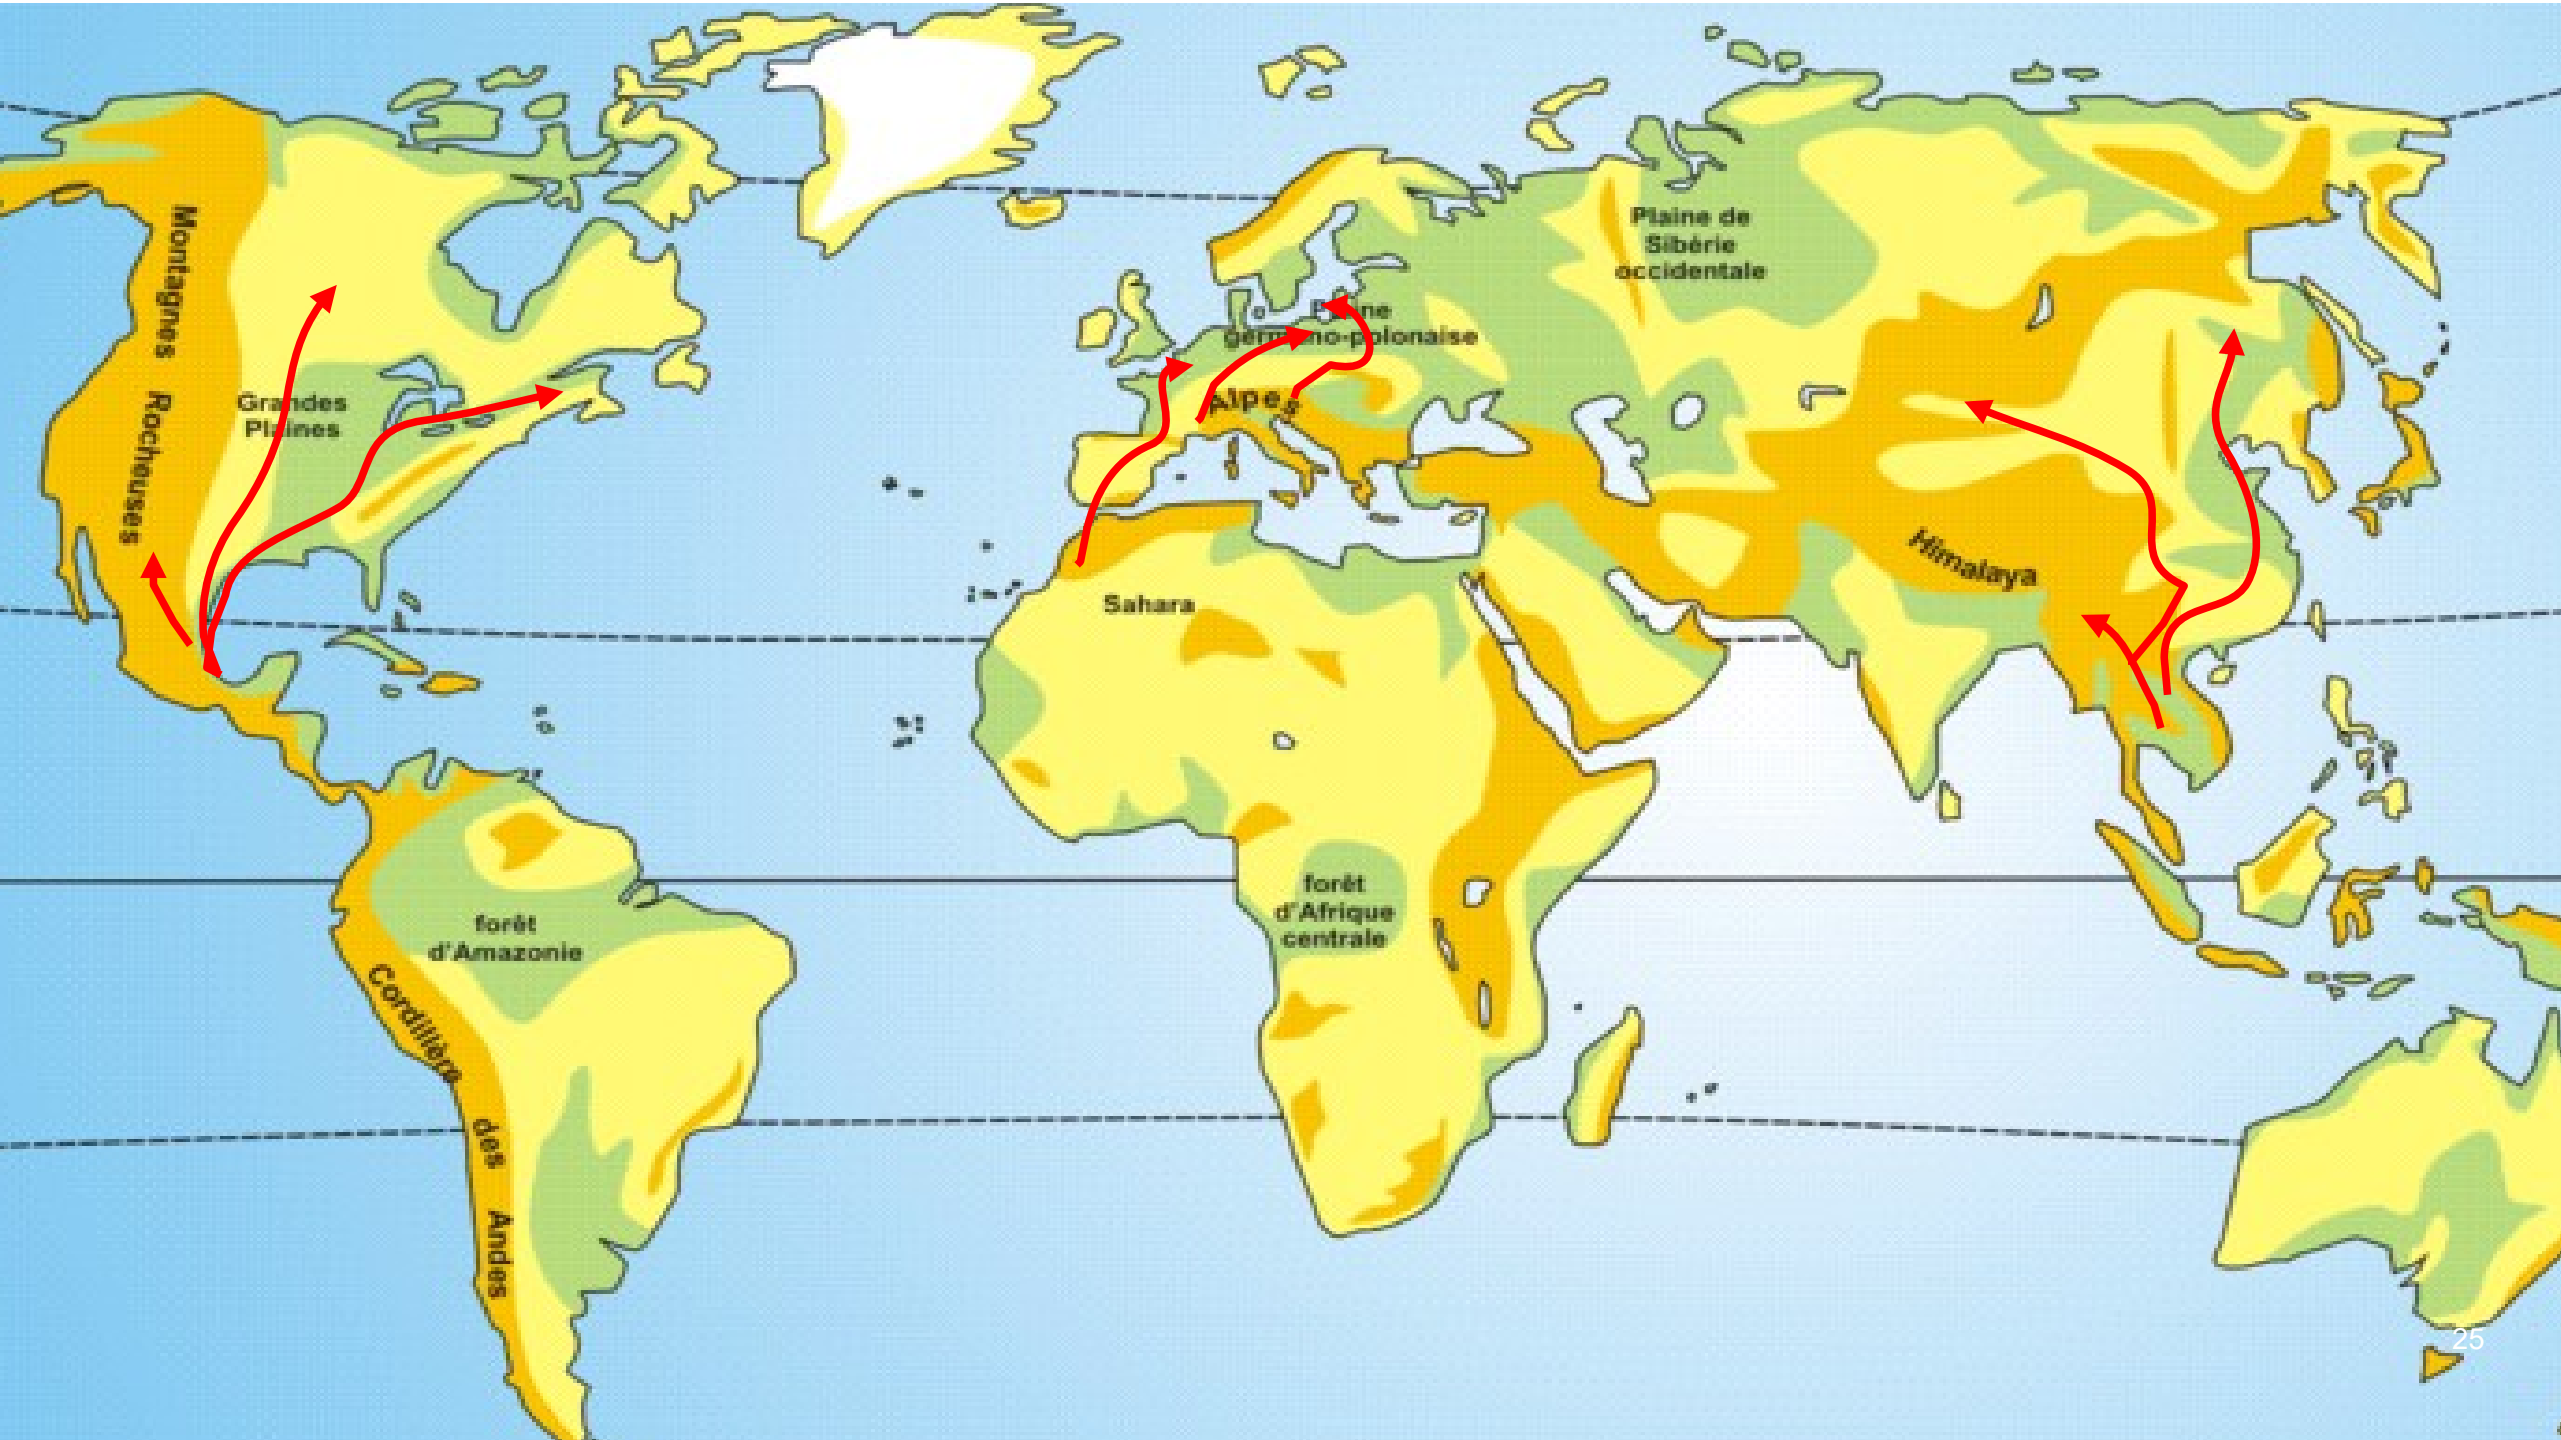 Montagnes Rocheuses
Grandes
Plaines
Plaine de
Sibérie
occidentale
Plaine
germano-polonaise
Alpes
Himalaya
Sahara
forêt
d'Afrique
centrale
forêt
d'Amazonie
Cordillère des Andes
25